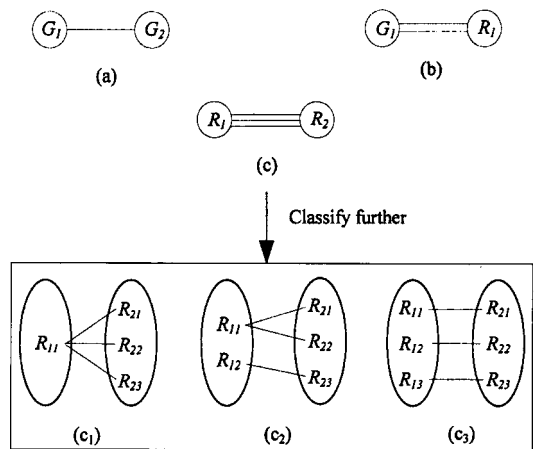 G1 G2 G1 R1
(a) (b)
R1 R2
(c)
Classify further
R11 R21 R22 R23
R11 R12 R21 R22 R23
R11 R12 R13 R21 R22 R23
(c1) (c2) (c3)